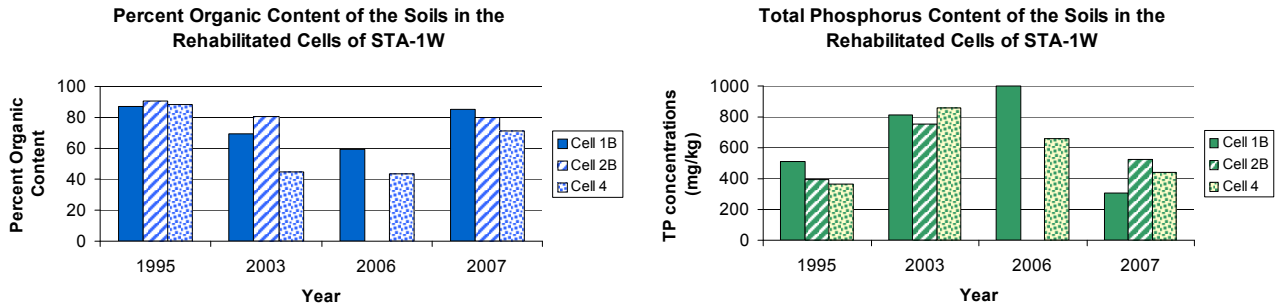 Percent Organic Content of the Soils in the
Rehabilitated Cells of STA-1W
Percent Organic
Content
100
80
60
40
20
0
1995 2003 2006 2007
Year
Cell 1B
Cell 2B
Cell 4
Total Phosphorus Content of the Soils in the
Rehabilitated Cells of STA-1W
TP concentrations
(mg/kg)
1000
800
600
400
200
0
1995 2003 2006 2007
Year
Cell 1B
Cell 2B
Cell 4